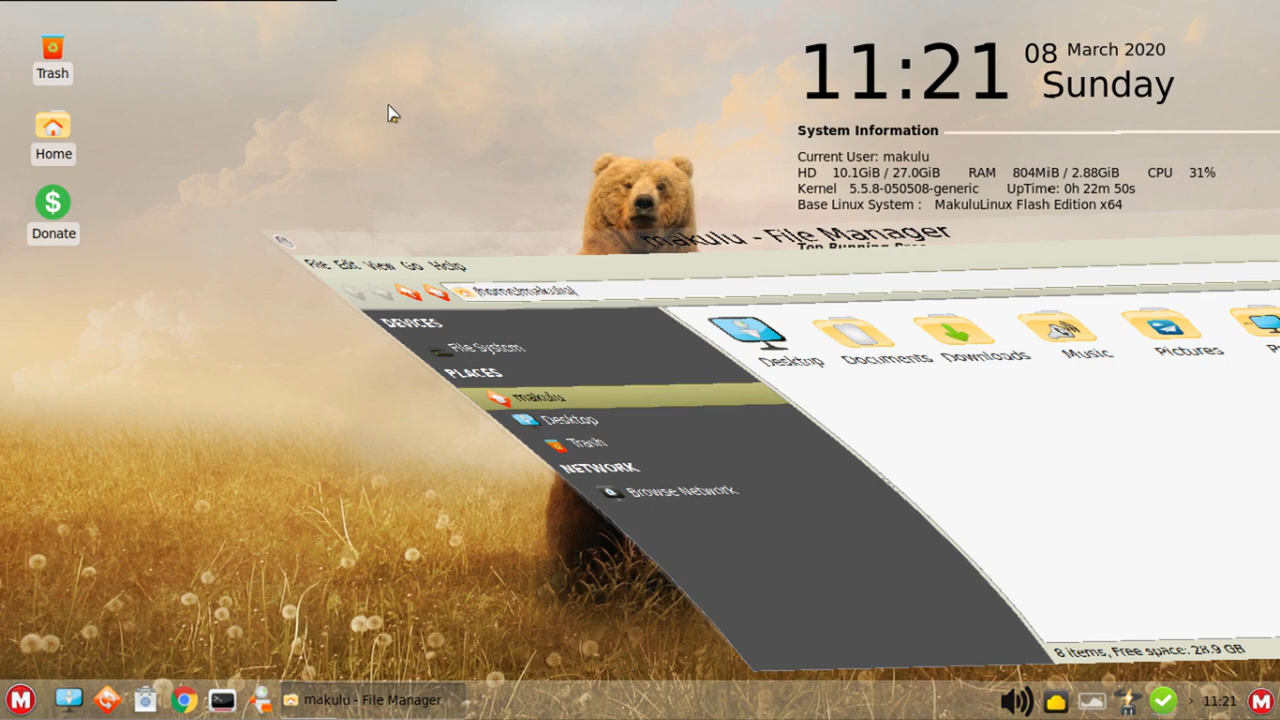 Trash
Home
Donate
11:21
08 March 2020
Sunday
System Information
Current User: makulu
HD 10.1GiB / 27.0GiB RAM 804MiB / 2.88GiB CPU 31%
Kernel 5.5.8-050508-generic UpTime: 0h 22m 50s
Base Linux System : MakuluLinux Flash Edition x64
Top Running
makulu - File Manager
File Edit View Go Help
/home/makulu/
DEVICES
File System
PLACES
makulu
Desktop
Trash
NETWORK
Browse Network
Desktop
Documents
Downloads
Music
Pictures
8 items, Free space: 28.9 GB
M
makulu - File Manager
11:21
M